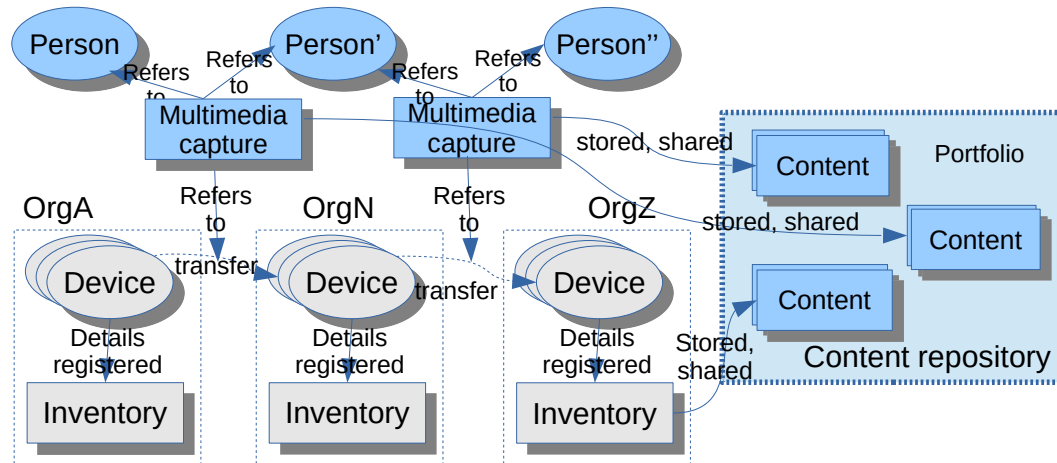 Person
Person’
Person’'
Refers
to
Refers
to
Refers
to
Refers
to
Multimedia
capture
Multimedia
capture
stored, shared
Content
Portfolio
Refers
to
Refers
to
OrgA
OrgN
OrgZ
stored, shared
Content
Device
transfer
Device
transfer
Device
Content
Details
registered
Details
registered
Details
registered
Stored,
shared
Content repository
Inventory
Inventory
Inventory